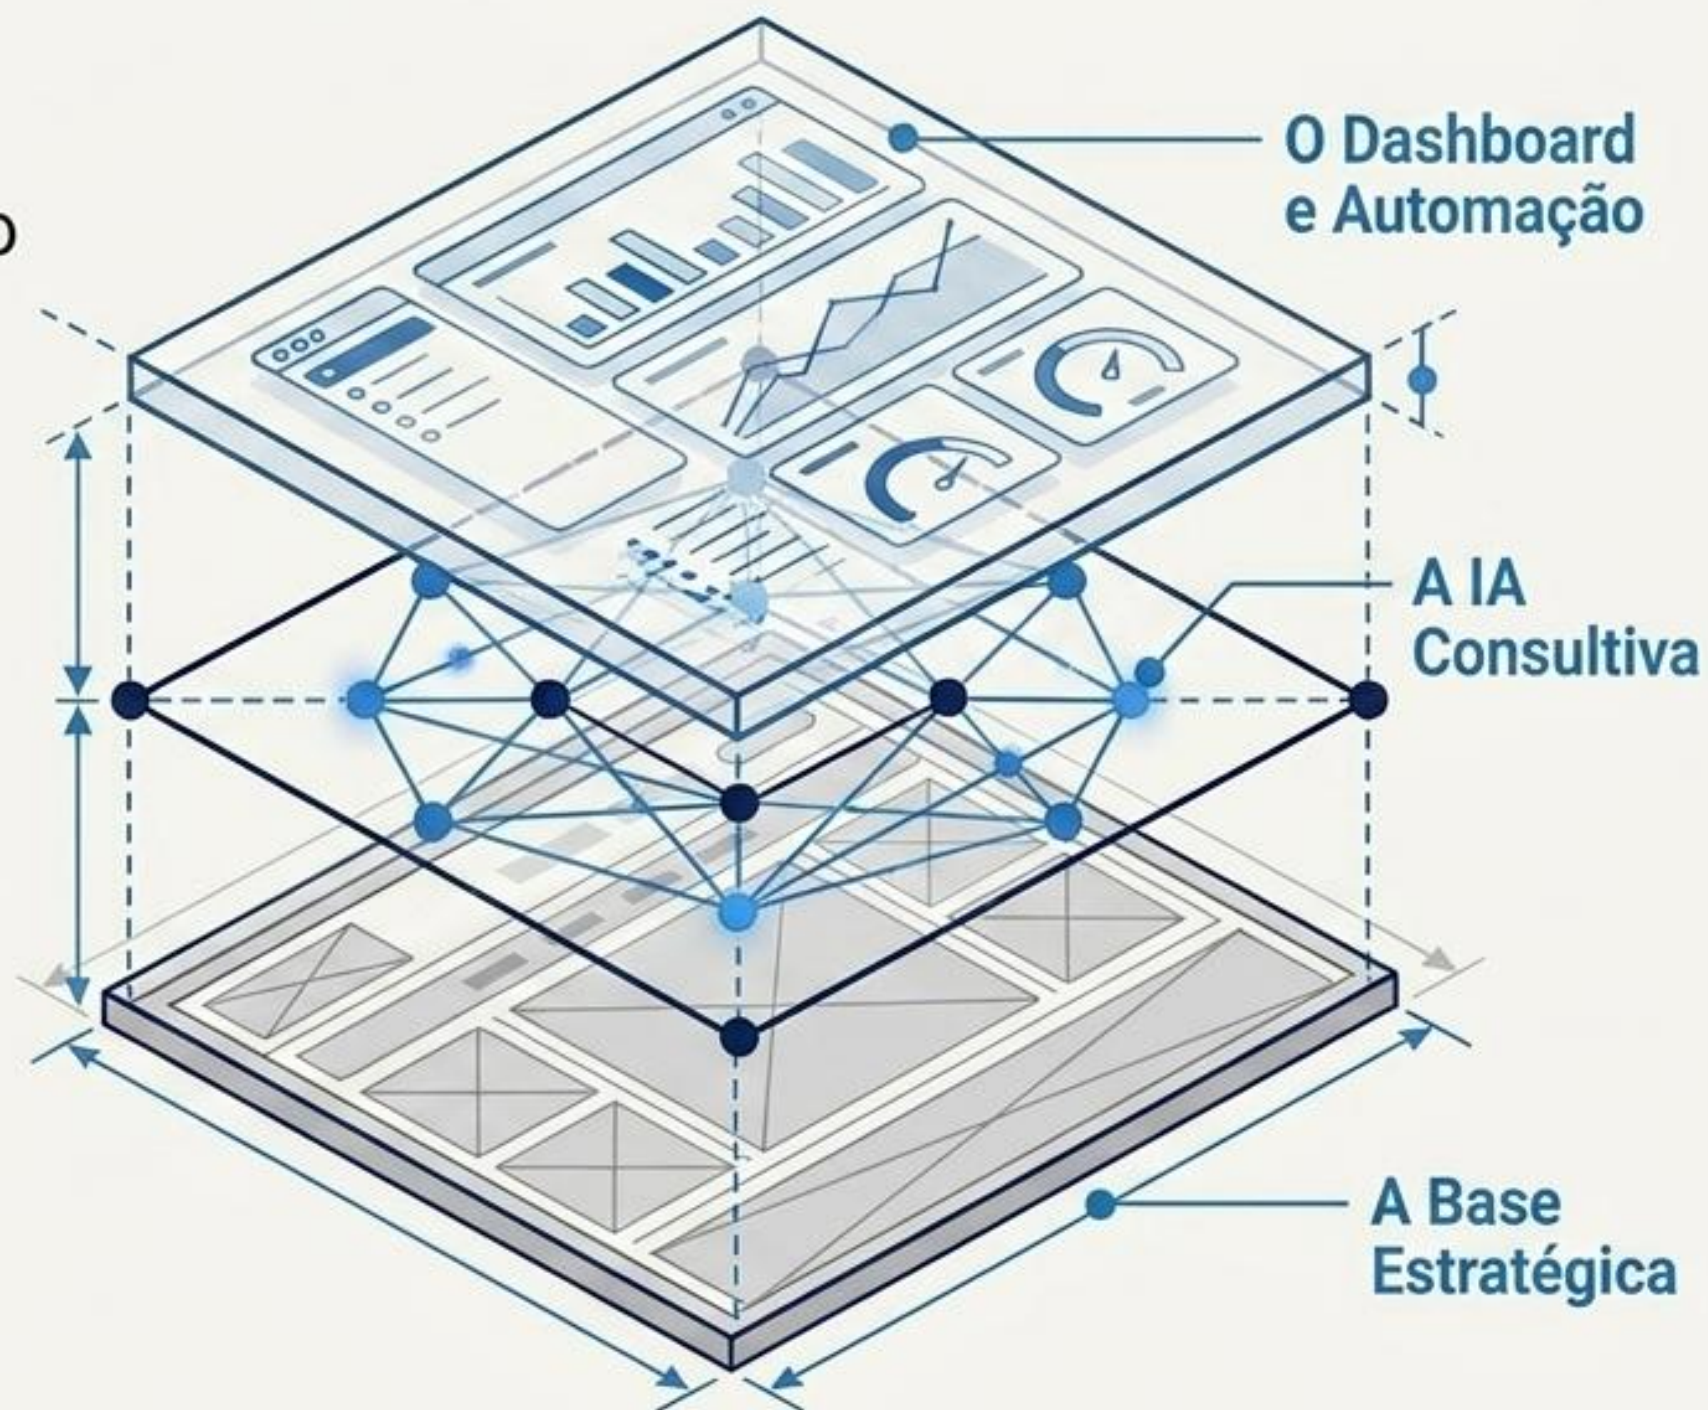 O Dashboard
e Automação
o
A IA
Consultiva
A Base
Estratégica